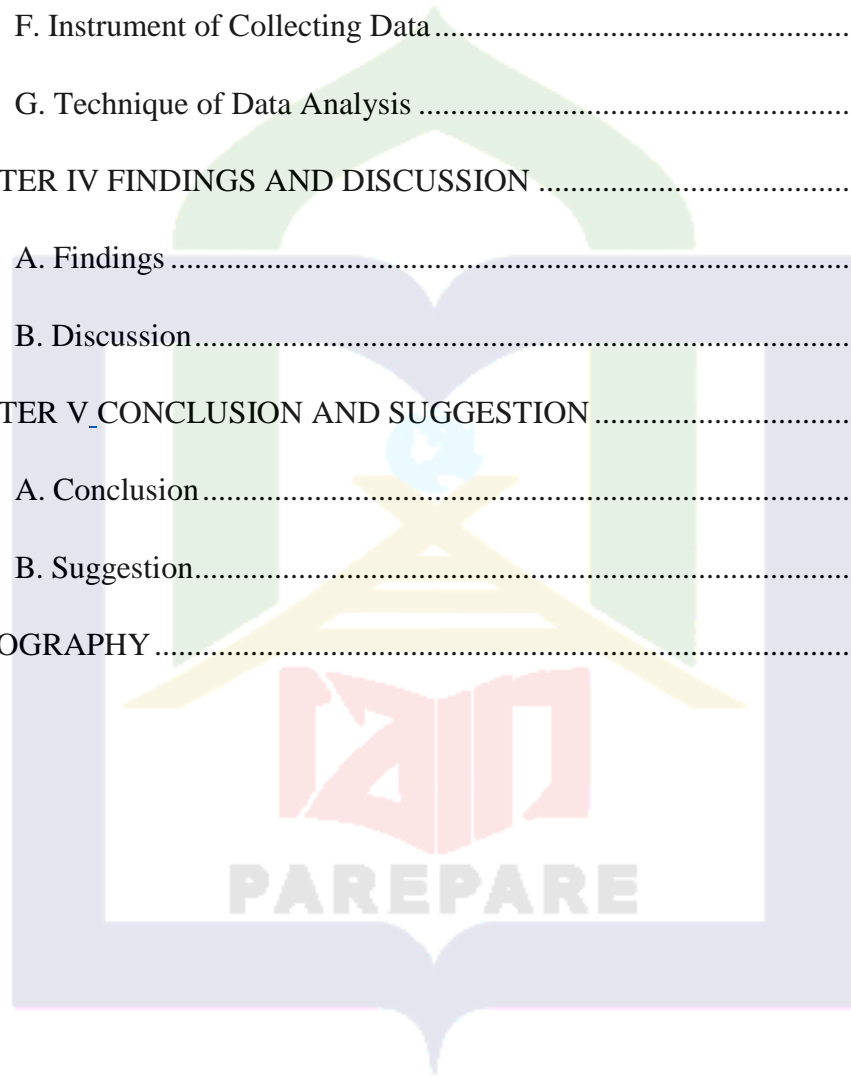 F. Instrument of Collecting Data ....................................................
G. Technique of Data Analysis ......................................................
TER IV FINDINGS AND DISCUSSION .......................................
A. Findings .....................................................................................
B. Discussion..................................................................................
TER V CONCLUSION AND SUGGESTION ................................
A. Conclusion .................................................................................
B. Suggestion..................................................................................
OGRAPHY .......................................................................................
iain
PAREPARE